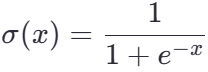 σ(x) = 1 / (1 + e^{-x})